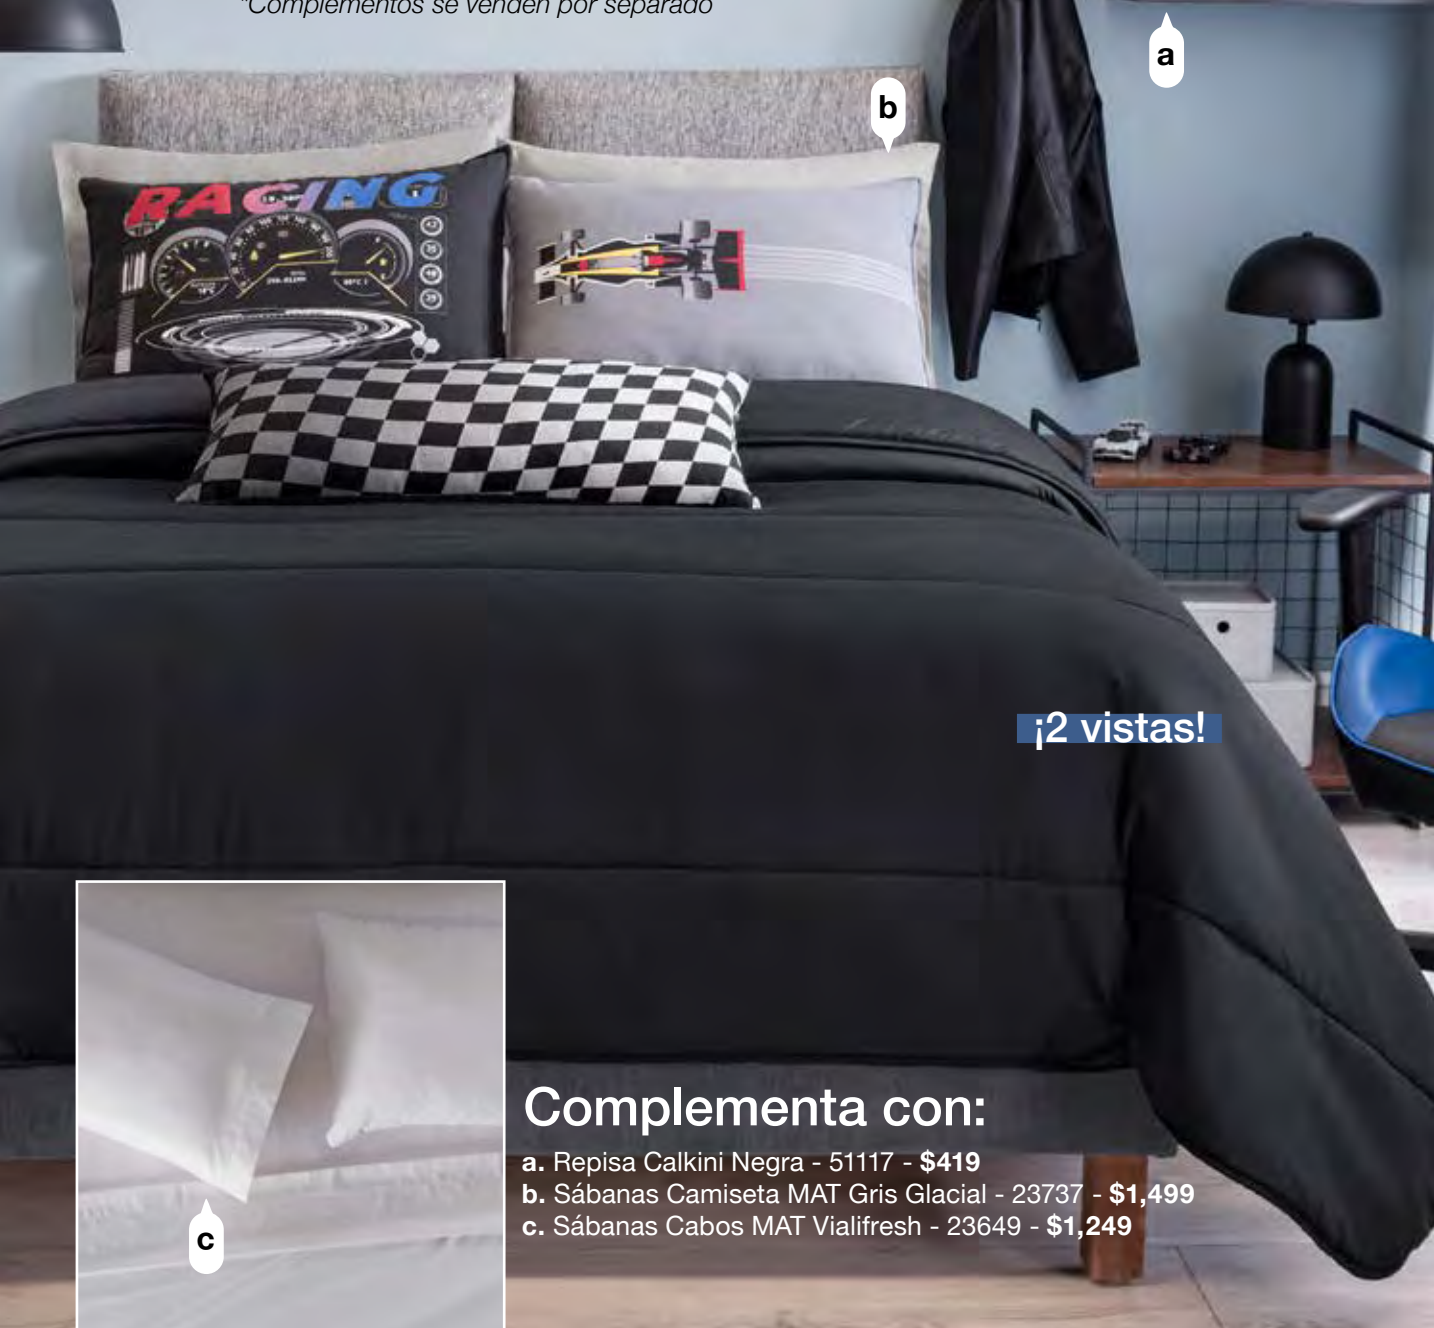 *Complementos se venden por separado
a
b
RACING
¡2 vistas!
Complementa con:
a. Repisa Calkini Negra - 51117 - $419
b. Sábanas Camiseta MAT Gris Glacial - 23737 - $1,499
c. Sábanas Cabos MAT Vialifresh - 23649 - $1,249
c